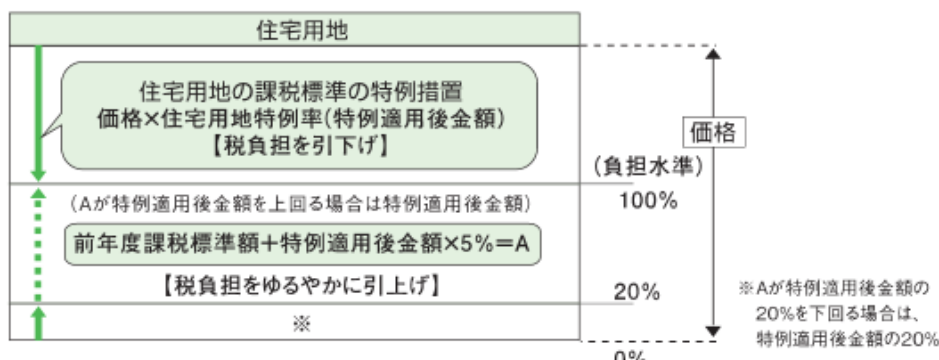 住宅用地
住宅用地の課税標準の特例措置
価格×住宅用地特例率(特例適用後金額)
【税負担を引下げ】
価格
(負担水準)
100%
(Aが特例適用後金額を上回る場合は特例適用後金額)
前年度課税標準額+特例適用後金額×5%=A
【税負担をゆるやかに引上げ】
20%
※
※Aが特例適用後金額の
20%を下回る場合は、
特例適用後金額の20%
0%